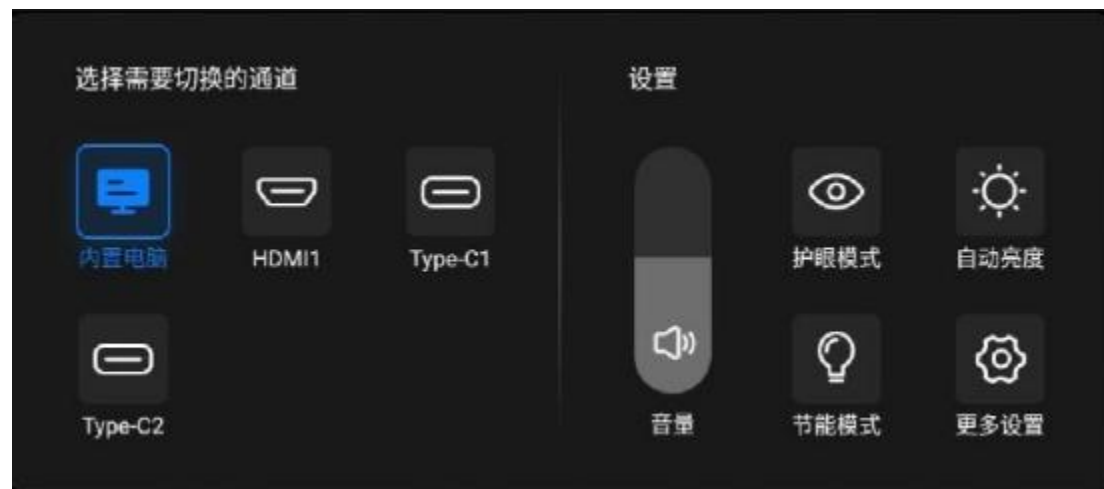 选择需要切换的通道
设置
内置电脑
HDMI1
Type-C1
护眼模式
自动亮度
Type-C2
音量
节能模式
更多设置